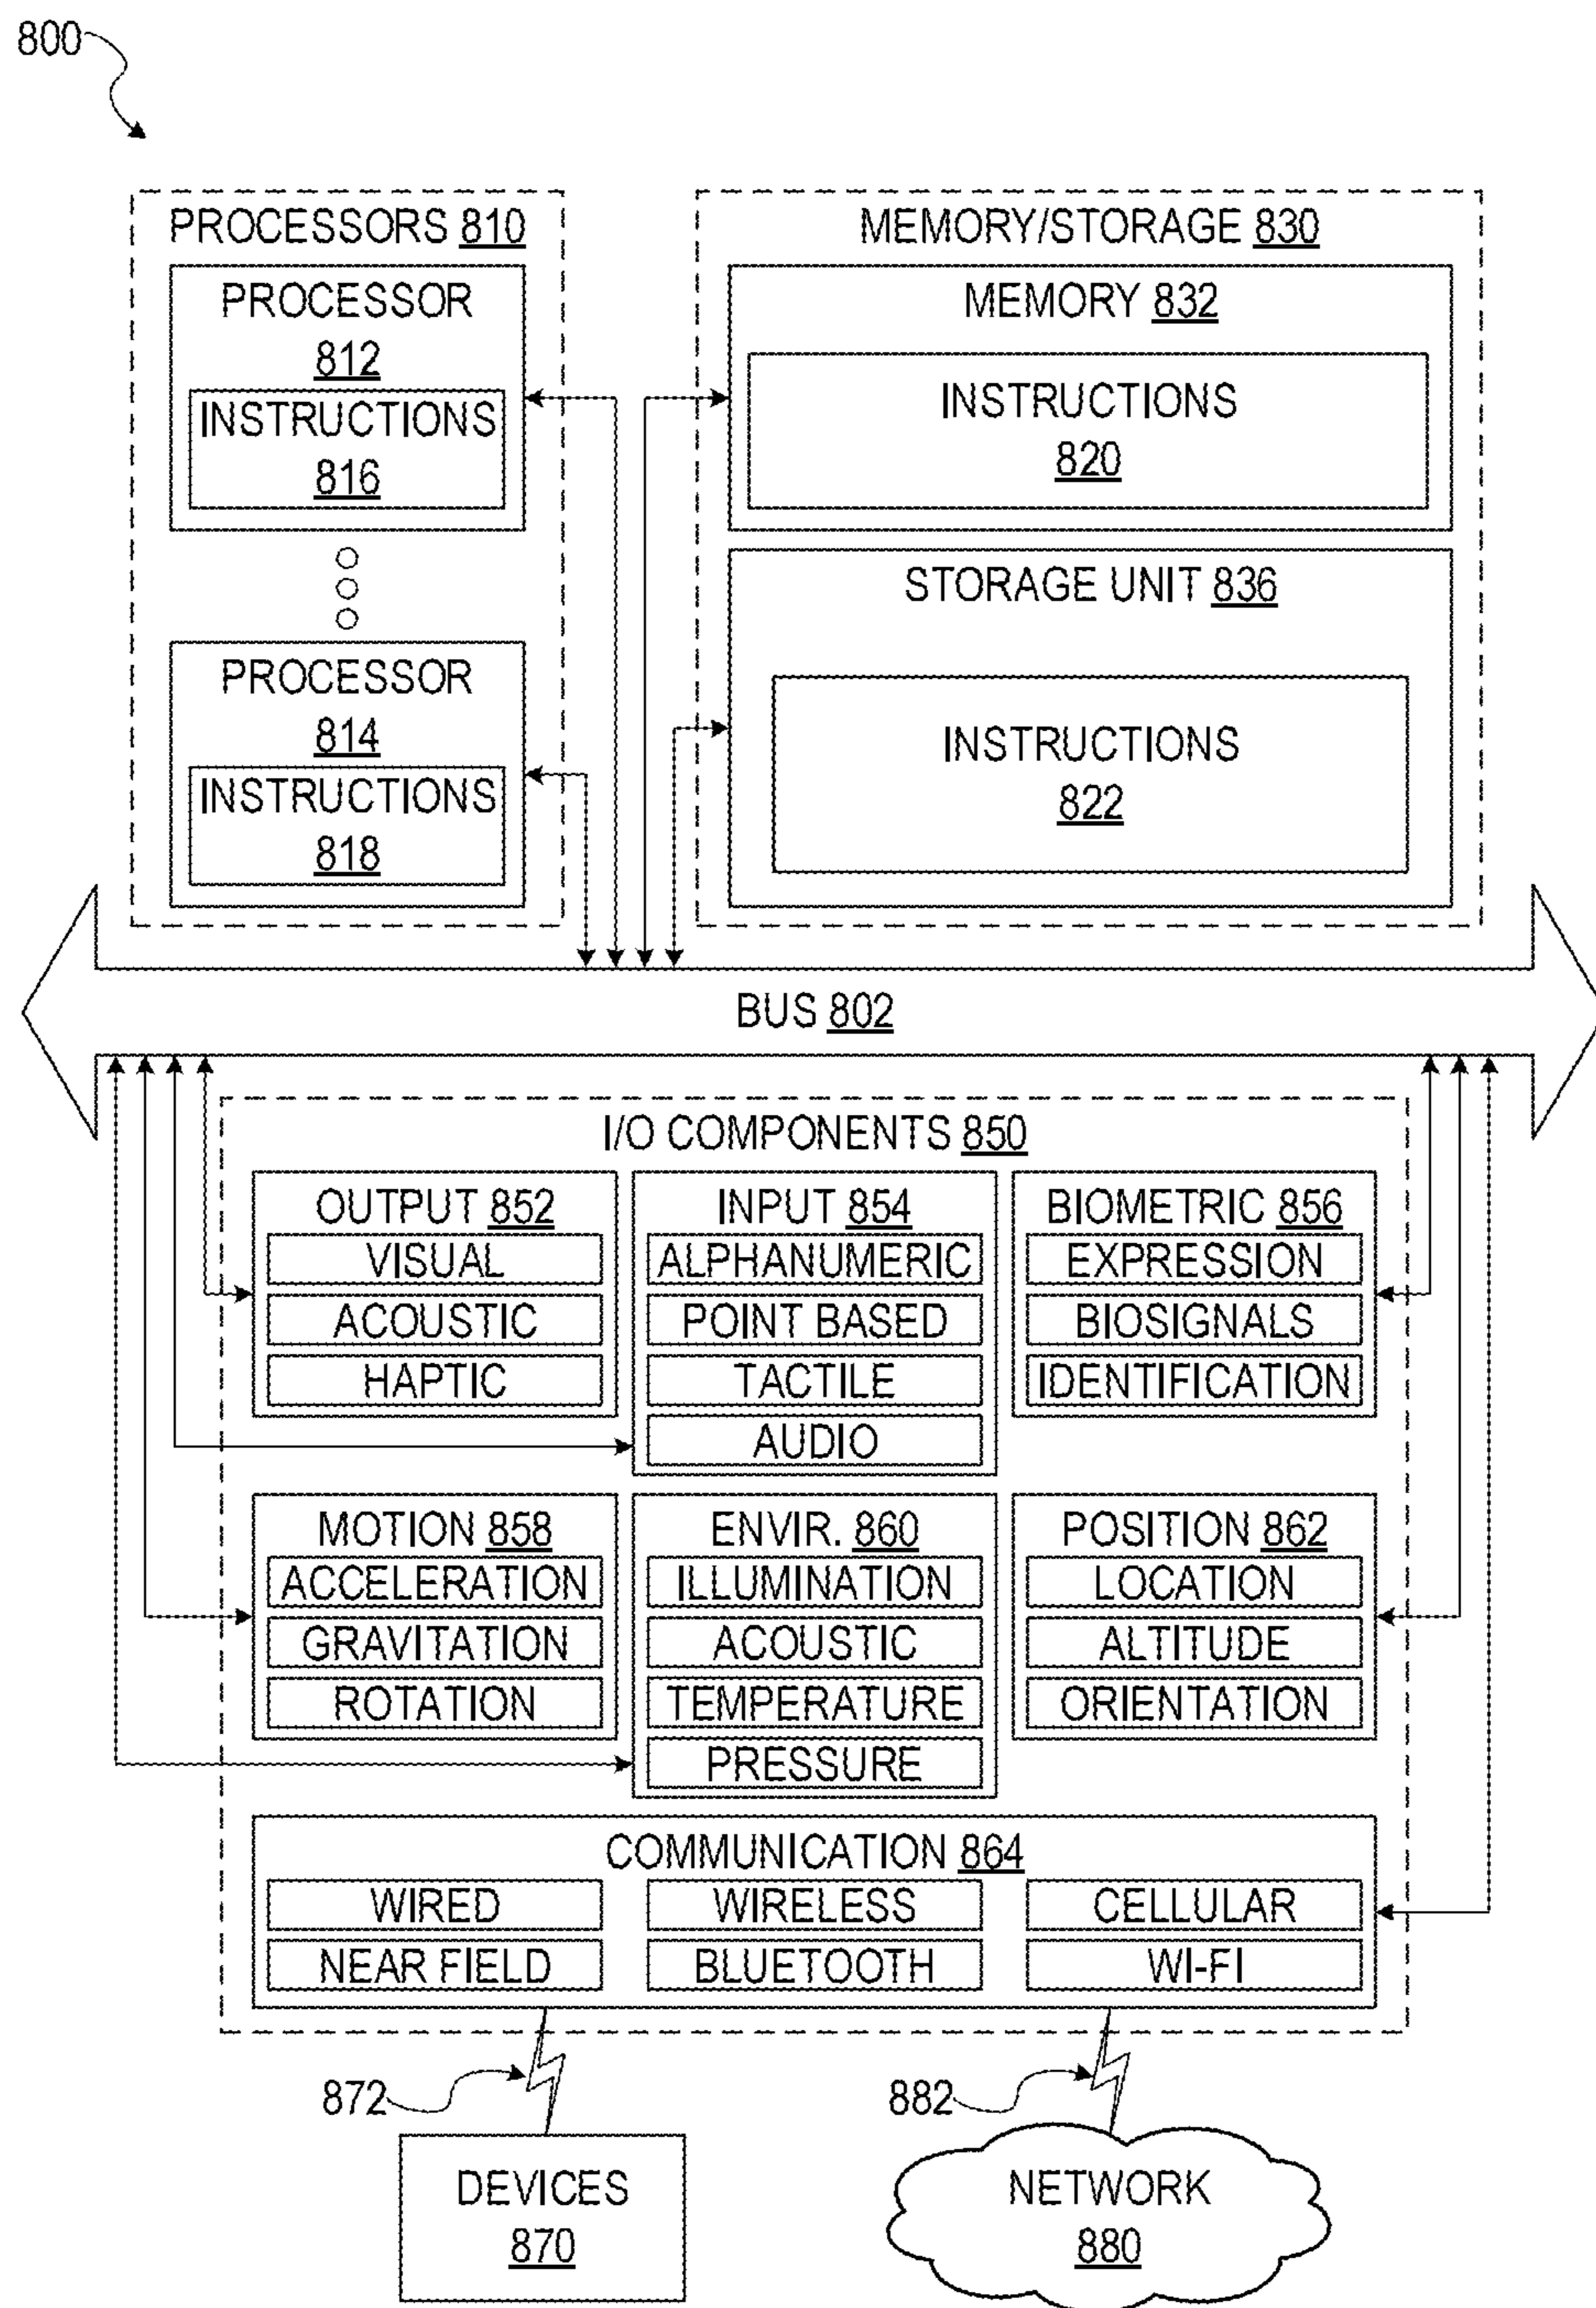 800
PROCESSORS 810
PROCESSOR
812
INSTRUCTIONS
816
PROCESSOR
814
INSTRUCTIONS
818
MEMORY/STORAGE 830
MEMORY 832
INSTRUCTIONS
820
STORAGE UNIT 836
INSTRUCTIONS
822
BUS 802
I/O COMPONENTS 850
OUTPUT 852
VISUAL
ACOUSTIC
HAPTIC
INPUT 854
ALPHANUMERIC
POINT BASED
TACTILE
AUDIO
BIOMETRIC 856
EXPRESSION
BIOSIGNALS
IDENTIFICATION
MOTION 858
ACCELERATION
GRAVITATION
ROTATION
ENVIR. 860
ILLUMINATION
ACOUSTIC
TEMPERATURE
PRESSURE
POSITION 862
LOCATION
ALTITUDE
ORIENTATION
COMMUNICATION 864
WIRED
WIRELESS
CELLULAR
NEAR FIELD
BLUETOOTH
WI-FI
872
882
DEVICES
870
NETWORK
880